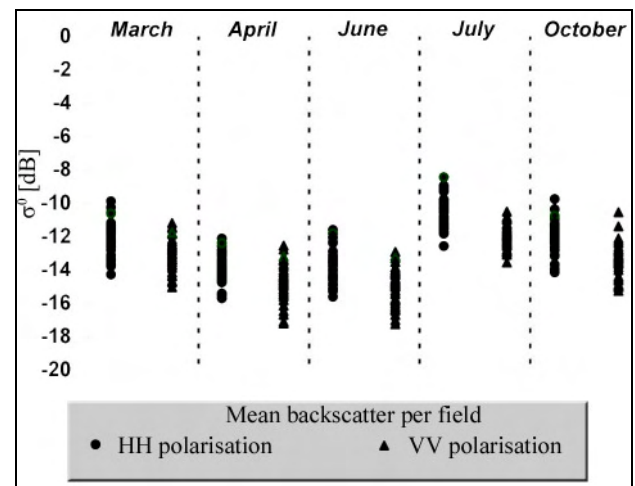 March April June July October
0
-2
-4
-6
-8
-10
-12
-14
-16
-18
-20
σ⁰ [dB]
Mean backscatter per field
● HH polarisation ▲ VV polarisation